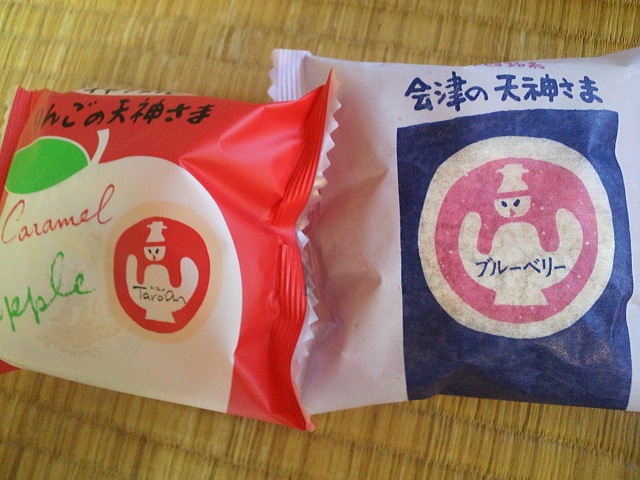 んごの天神さま
Caramel
pple
TaroAn
会津の天神さま
ブルーベリー